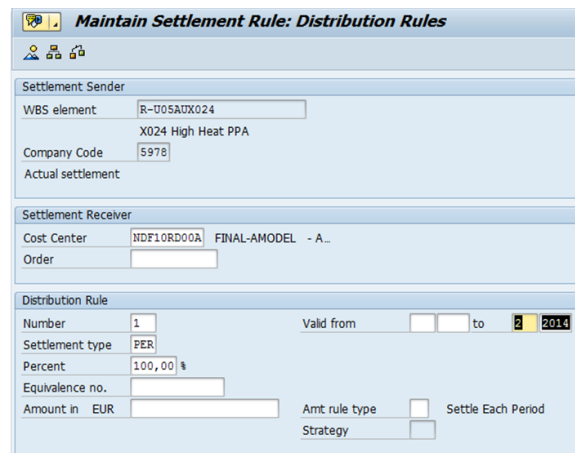 Maintain Settlement Rule: Distribution Rules
Settlement Sender
WBS element R-U05AUX024
X024 High Heat PPA
Company Code 5978
Actual settlement
Settlement Receiver
Cost Center NDF10RD00A FINAL-AMODEL - A...
Order
Distribution Rule
Number 1 Valid from to 2 2014
Settlement type PER
Percent 100,00 %
Equivalence no.
Amount in EUR Amt rule type Settle Each Period
Strategy